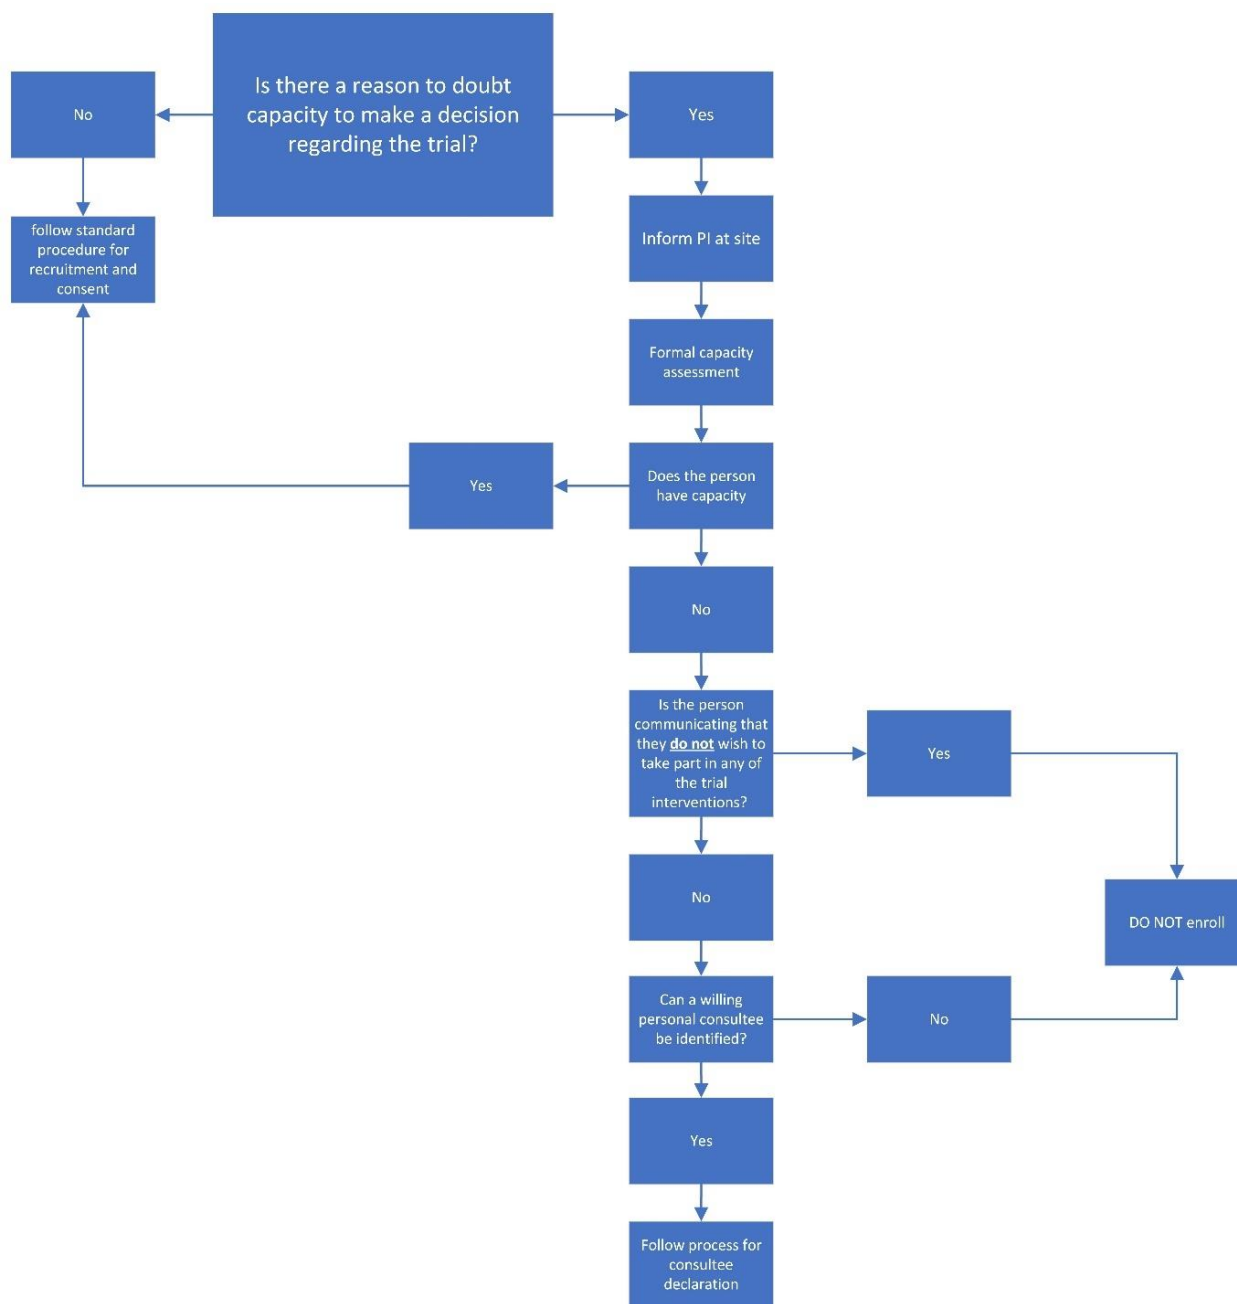 Is there a reason to doubt
capacity to make a decision
regarding the trial?
No
Yes
follow standard
procedure for
recruitment and
consent
Inform PI at site
Formal capacity
assessment
Does the person
have capacity
Yes
No
Is the person
communicating that
they do not wish to
take part in any of
the trial
interventions?
Yes
No
DO NOT enroll
Can a willing
personal consultee
be identified?
No
Yes
Follow process for
consultee
declaration